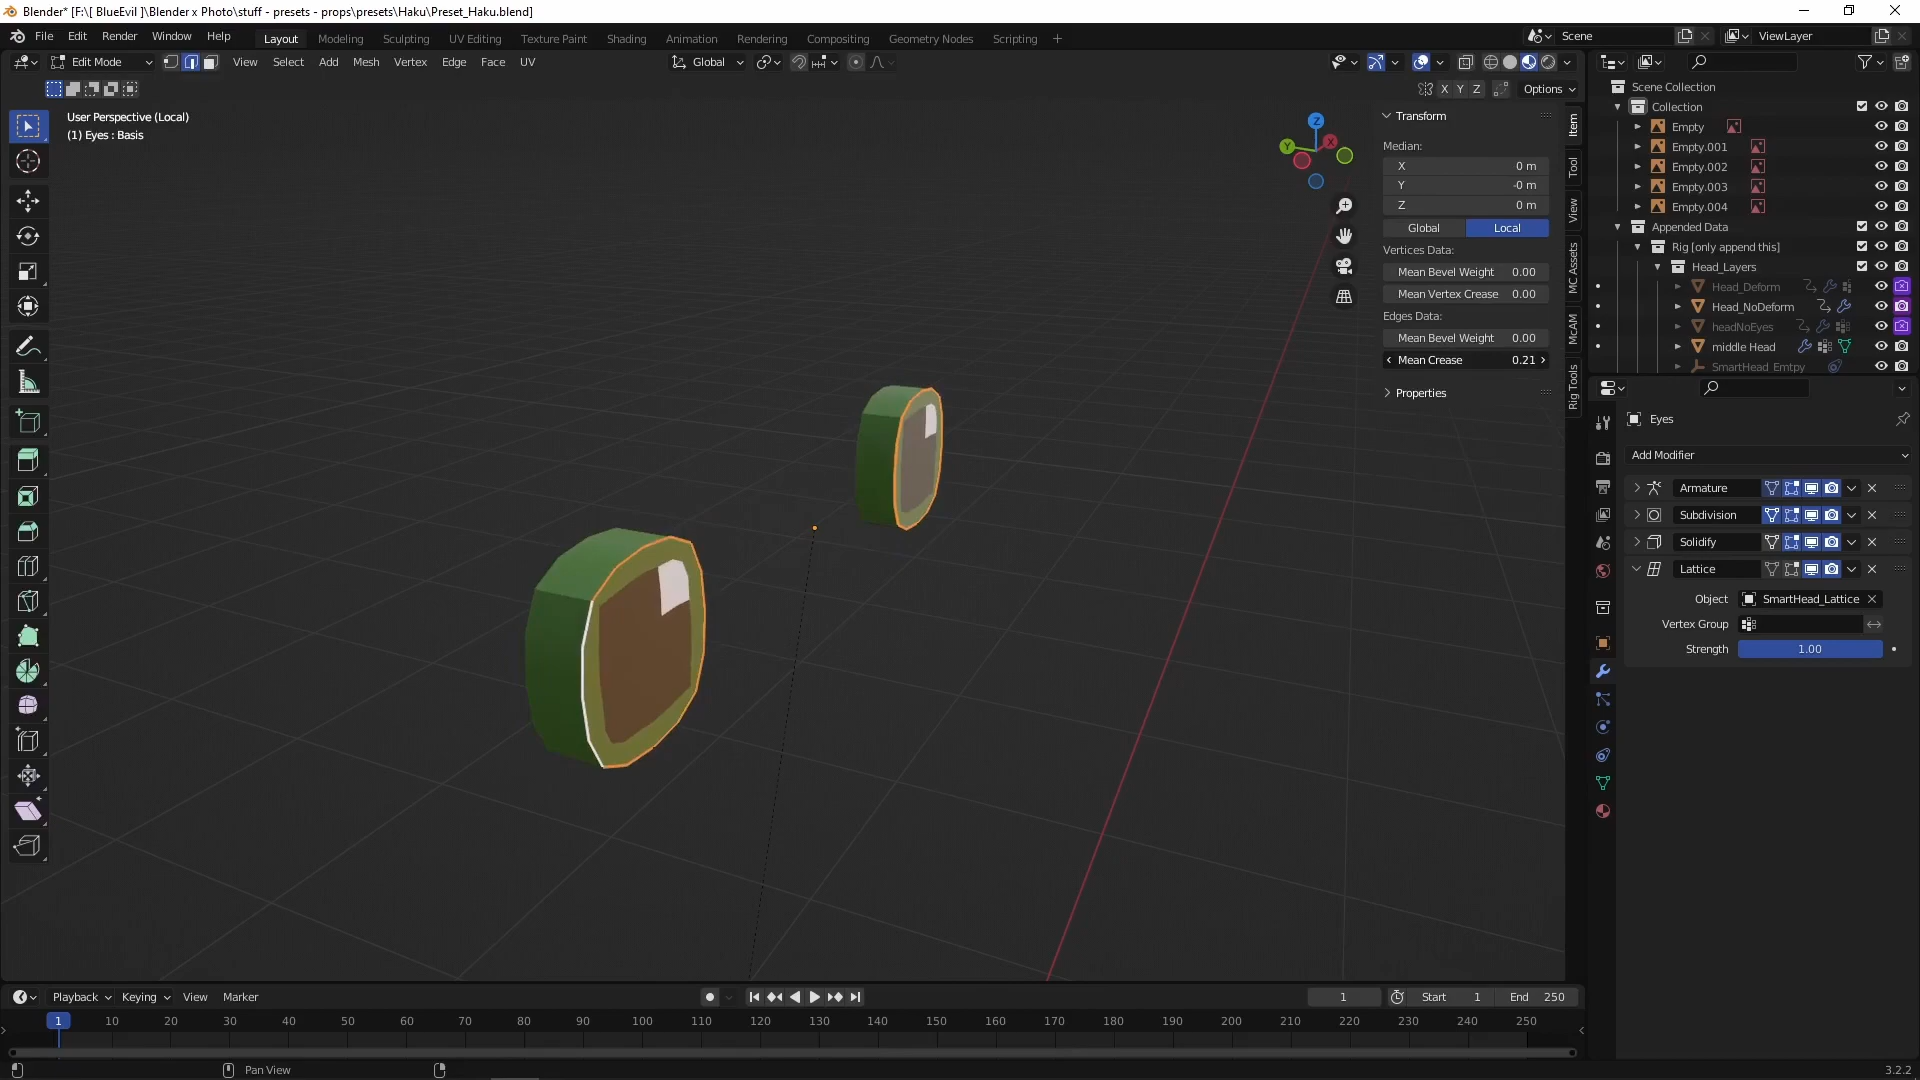 Blender* [F:\[ BlueEvil ]\Blender x Photo\stuff - presets - props\presets\Haku\Preset_Haku.blend]
File Edit Render Window Help Layout Modeling Sculpting UV Editing Texture Paint Shading Animation Rendering Compositing Geometry Nodes Scripting + Scene ViewLayer
Edit Mode View Select Add Mesh Vertex Edge Face UV Global
X Y Z Options
User Perspective (Local)
(1) Eyes : Basis
Z
Y
X
Transform
Median:
X 0 m
Y -0 m
Z 0 m
Global Local
Vertices Data:
Mean Bevel Weight 0.00
Mean Vertex Crease 0.00
Edges Data:
Mean Bevel Weight 0.00
Mean Crease 0.21
Properties
Item
Tool
View
MC Assets
McAM
Rig Tools
Scene Collection
Collection
Empty
Empty.001
Empty.002
Empty.003
Empty.004
Appended Data
Rig [only append this]
Head_Layers
Head_Deform
Head_NoDeform
headNoEyes
middle Head
SmartHead_Emtpy
Eyes
Add Modifier
Armature
Subdivision
Solidify
Lattice
Object SmartHead_Lattice
Vertex Group
Strength 1.00
Playback Keying View Marker 1 Start 1 End 250
1 10 20 30 40 50 60 70 80 90 100 110 120 130 140 150 160 170 180 190 200 210 220 230 240 250
Pan View 3.2.2